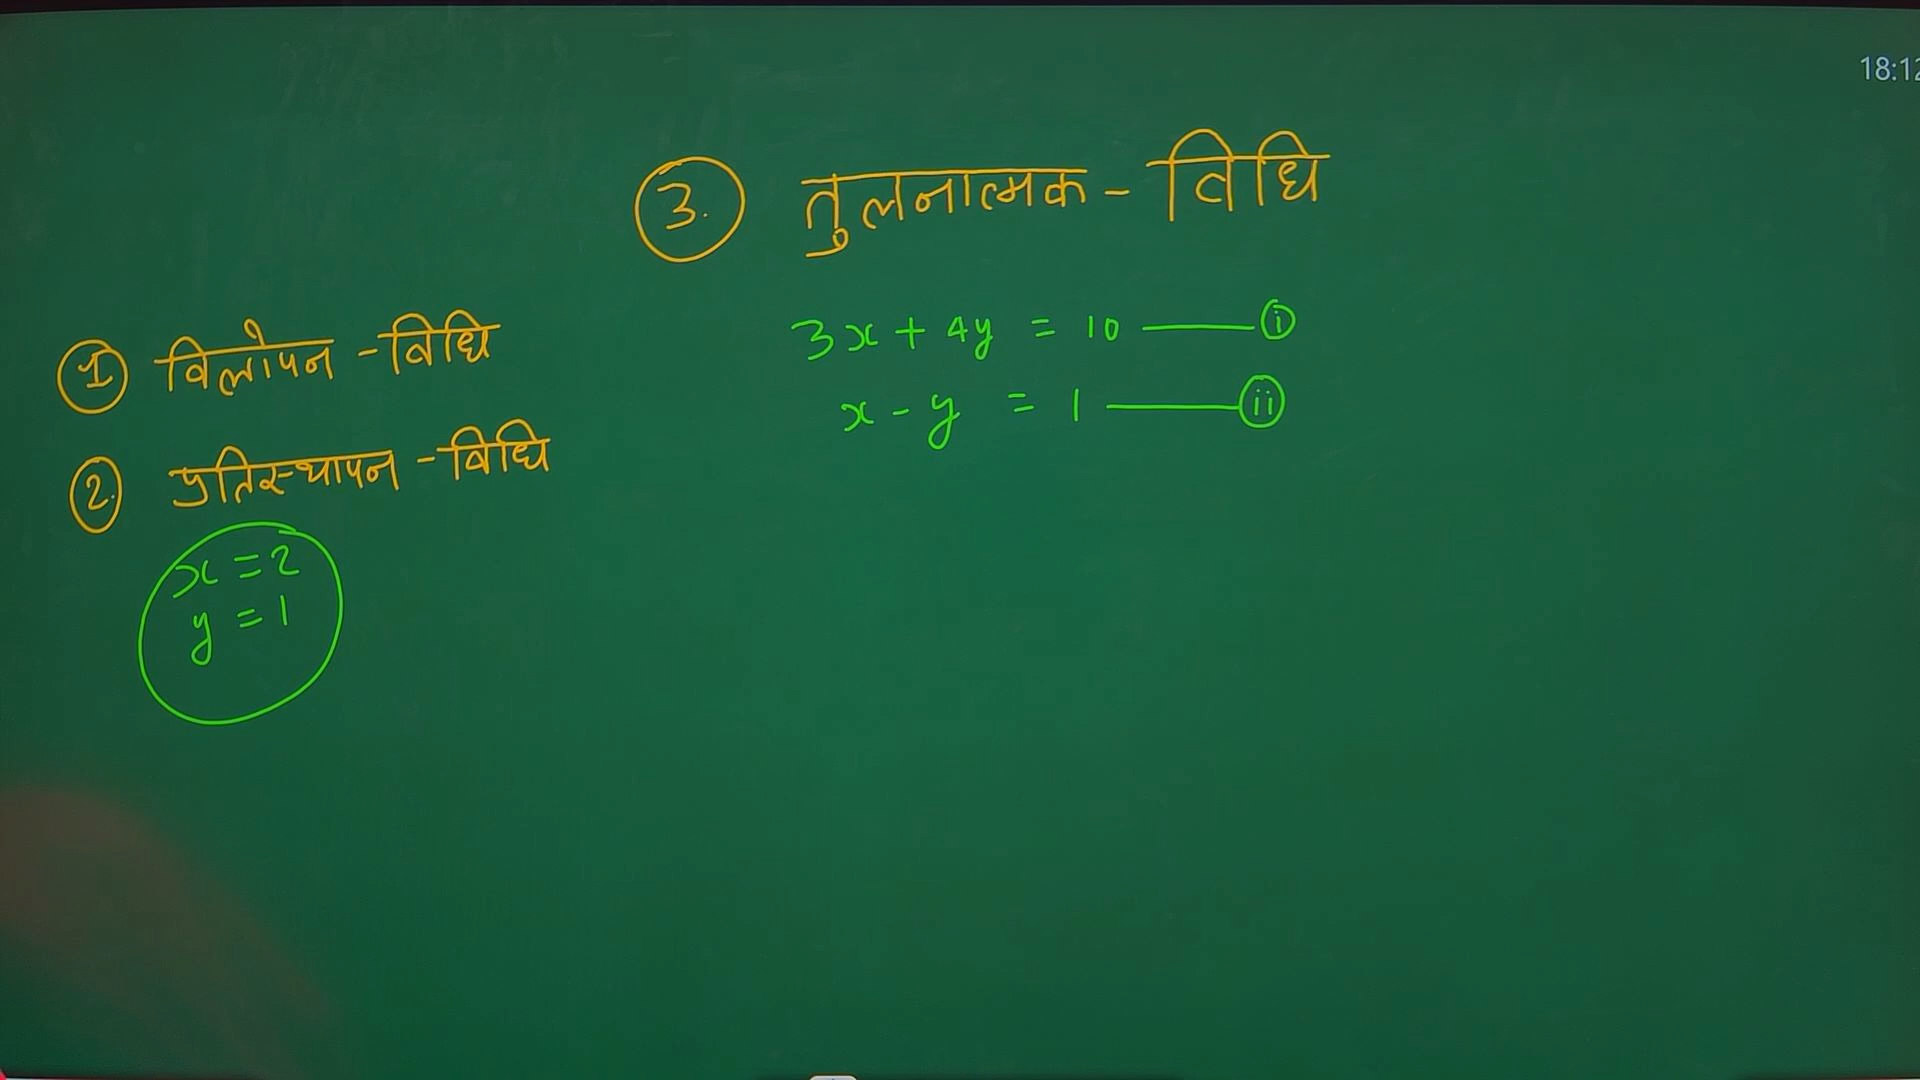 18:12
3. तुलनात्मक - विधि
3x + 4y = 10 —— i
x - y = 1 —— ii
1 विलोपन - विधि
2. प्रतिस्थापन - विधि
x = 2
y = 1